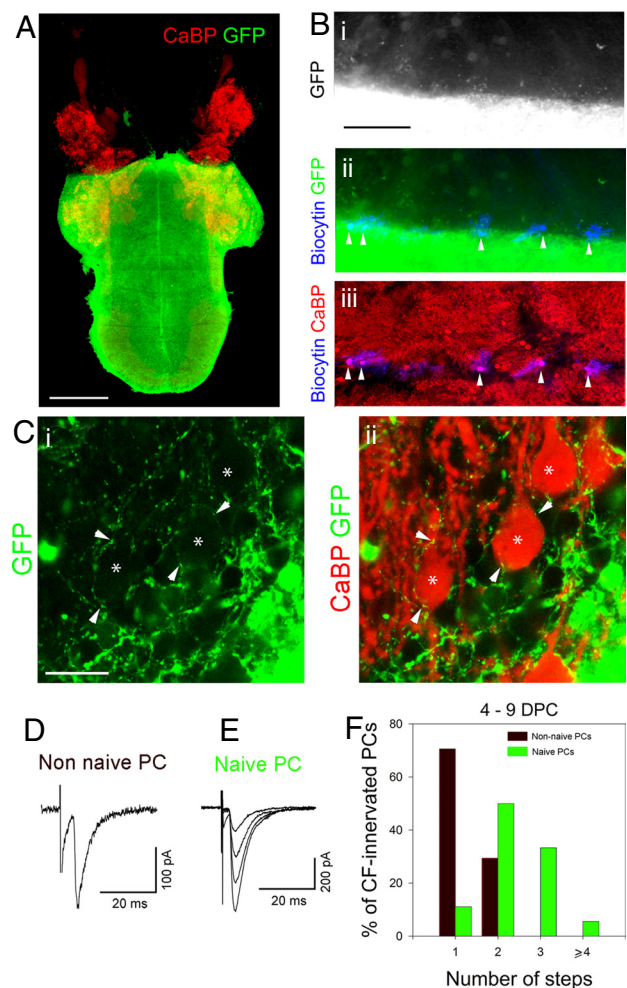 A
CaBP GFP
B
i
GFP
ii
Biocytin GFP
iii
Biocytin CaBP
C
i
GFP
*
*
*
ii
CaBP GFP
*
*
*
D
Non naive PC
100 pA
20 ms
E
Naive PC
200 pA
20 ms
F
4 - 9 DPC
Non-naive PCs
Naive PCs
% of CF-innervated PCs
80
60
40
20
0
1 2 3 ⩾4
Number of steps